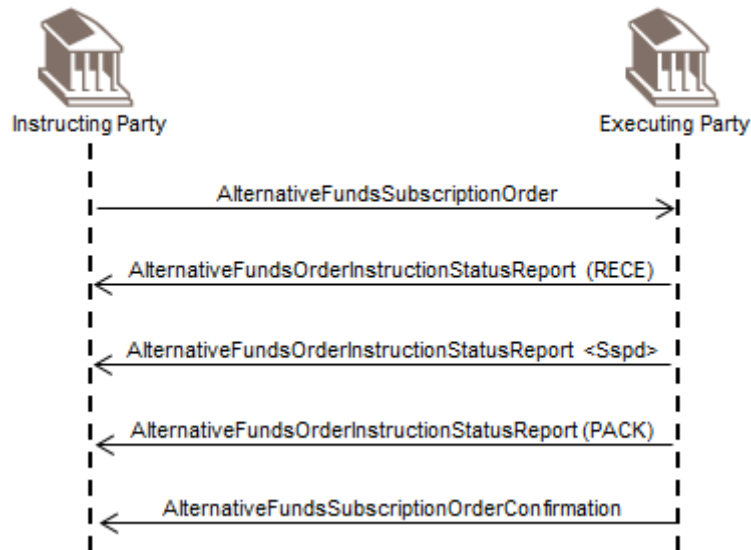 Instructing Party
Executing Party
AlternativeFundsSubscriptionOrder
AlternativeFundsOrderInstructionStatusReport (RECE)
AlternativeFundsOrderInstructionStatusReport <Sspd>
AlternativeFundsOrderInstructionStatusReport (PACK)
AlternativeFundsSubscriptionOrderConfirmation